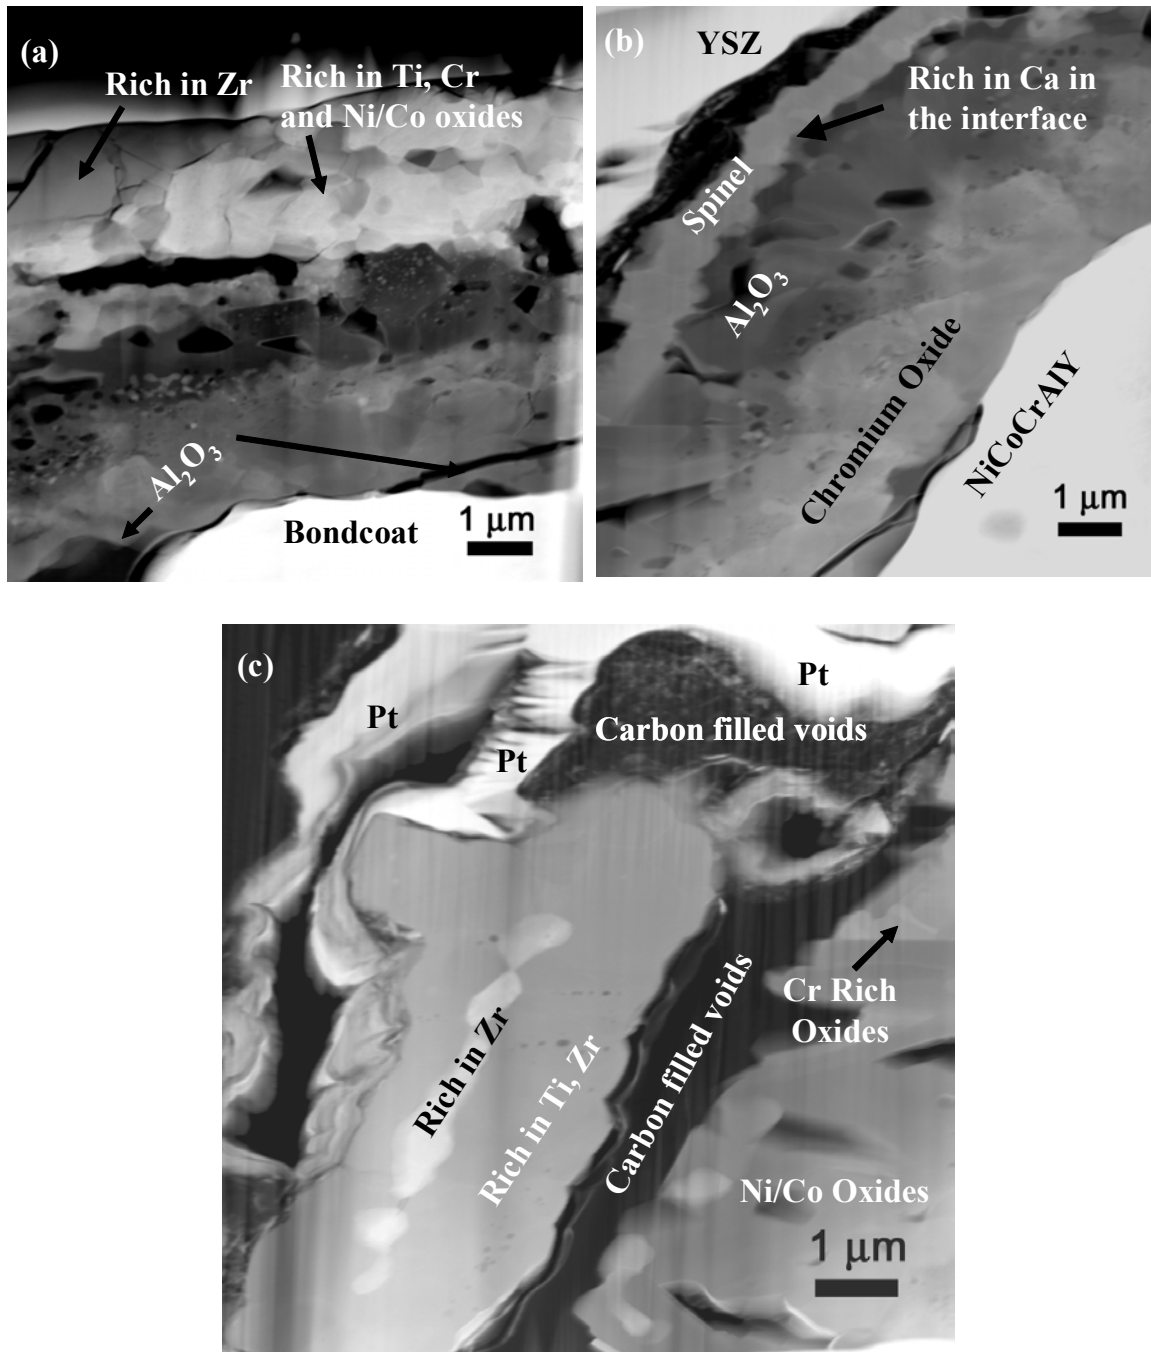 (a)
Rich in Zr
Rich in Ti, Cr
and Ni/Co oxides
Al₂O₃
Bondcoat
1 μm
(b)
YSZ
Rich in Ca in
the interface
Spinel
Al₂O₃
Chromium Oxide
NiCoCrAlY
1 μm
(c)
Pt
Pt
Pt
Carbon filled voids
Rich in Zr
Rich in Ti, Zr
Carbon filled voids
Cr Rich
Oxides
Ni/Co Oxides
1 μm